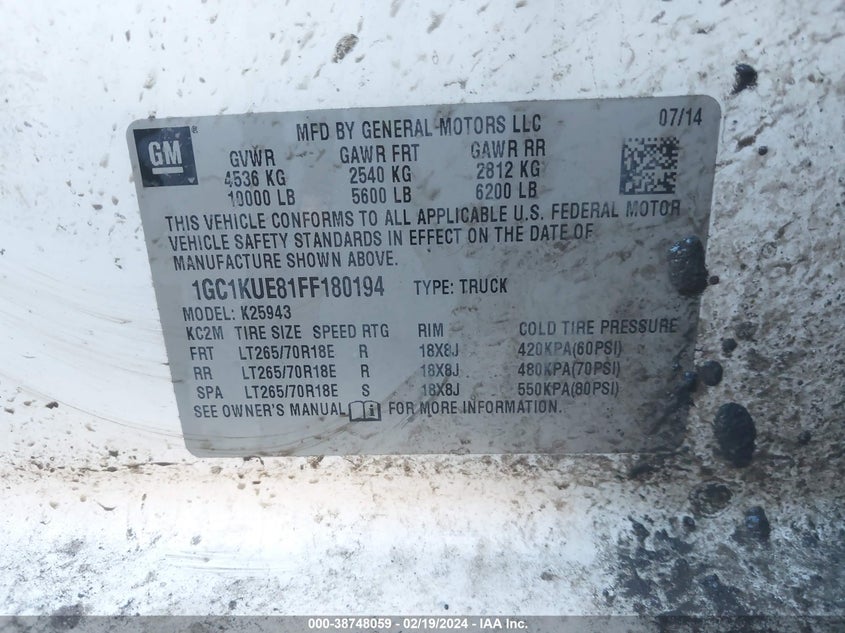 GM®
MFD BY GENERAL MOTORS LLC
07/14
GVWR GAWR FRT GAWR RR
4536 KG 2540 KG 2812 KG
10000 LB 5600 LB 6200 LB
THIS VEHICLE CONFORMS TO ALL APPLICABLE U.S. FEDERAL MOTOR
VEHICLE SAFETY STANDARDS IN EFFECT ON THE DATE OF
MANUFACTURE SHOWN ABOVE.
1GC1KUE81FF180194 TYPE: TRUCK
MODEL: K25943
KC2M TIRE SIZE SPEED RTG RIM COLD TIRE PRESSURE
FRT LT265/70R18E R 18X8J 420KPA(60PSI)
RR LT265/70R18E R 18X8J 480KPA(70PSI)
SPA LT265/70R18E S 18X8J 550KPA(80PSI)
SEE OWNER'S MANUAL FOR MORE INFORMATION.
000-38748059 - 02/19/2024 - IAA Inc.